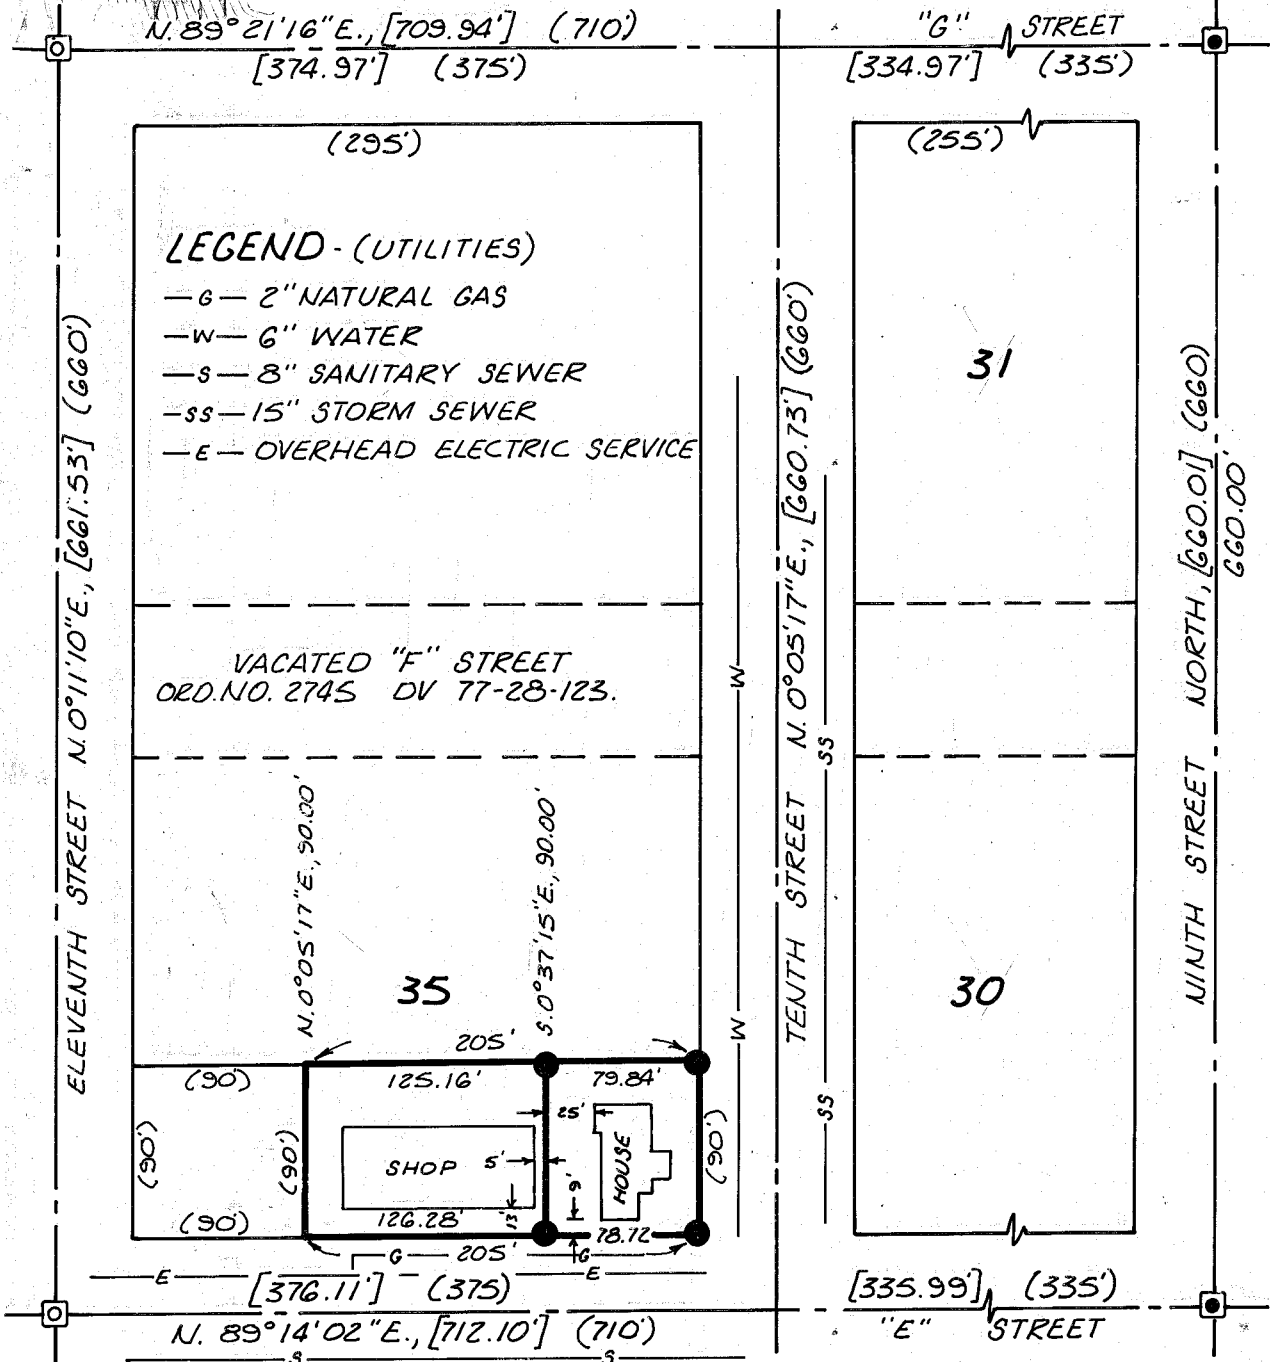 N. 89°21'16"E., [709.94'] (710')
[374.97'] (375')
"G" STREET
[334.97'] (335')
(295')
(255')
LEGEND - (UTILITIES)
—G— 2" NATURAL GAS
—W— 6" WATER
—S— 8" SANITARY SEWER
—SS— 15" STORM SEWER
—E— OVERHEAD ELECTRIC SERVICE
ELEVENTH STREET N. 0°11'10"E., [661.53'] (660')
TENTH STREET N. 0°05'17"E., [660.73'] (660')
NINTH STREET NORTH, [660.01] (660)
660.00'
31
VACATED "F" STREET
ORD. NO. 2745 DV 77-28-123.
W
SS
N. 0°05'17"E., 90.00'
S. 0°37'15"E., 90.00'
35
30
W
SS
205'
(90')
125.16'
79.84'
(90')
(90')
SHOP
5'
25'
HOUSE
9'
13'
(90')
(90')
126.28'
78.72
G
205'
G
E
E
[376.11'] (375)
[335.99'] (335')
N. 89°14'02"E., [712.10'] (710')
"E" STREET
S
S